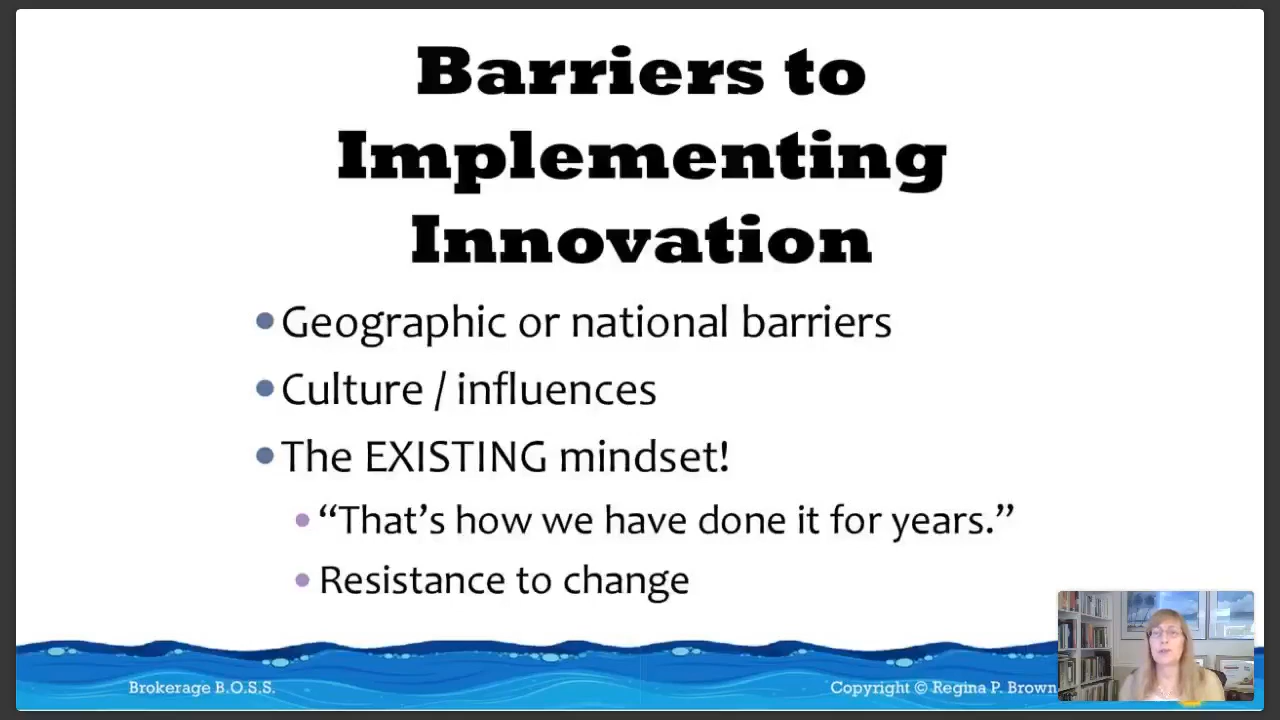 Barriers to
Implementing
Innovation
Geographic or national barriers
Culture / influences
The EXISTING mindset!
“That’s how we have done it for years.”
Resistance to change
Brokerage B.O.S.S.
Copyright © Regina P. Brown